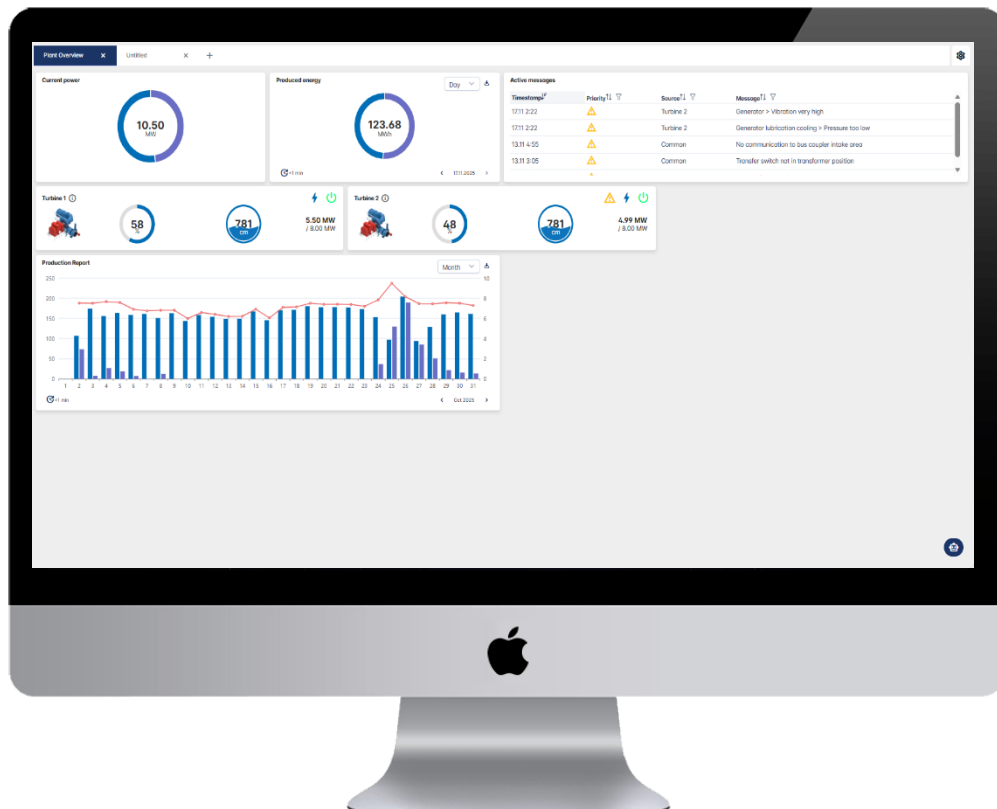 Plant Overview x Untitled x +
Current power
10.50
MW
Produced energy
Day
123.68
MWh
<1 min
17.11.2025
Active messages
Timestamp Priority Source Message
17.11 2:22 Turbine 2 Generator > Vibration very high
17.11 2:22 Turbine 2 Generator lubrication cooling > Pressure too low
13.11 4:55 Common No communication to bus coupler intake area
13.11 3:05 Common Transfer switch not in transformer position
Turbine 1
58
%
781
cm
5.50 MW
/ 8.00 MW
Turbine 2
48
%
781
cm
4.99 MW
/ 8.00 MW
Production Report
Month
250
200
150
100
50
0
10
8
6
4
2
0
1 2 3 4 5 6 7 8 9 10 11 12 13 14 15 16 17 18 19 20 21 22 23 24 25 26 27 28 29 30 31
<1 min
Oct 2025